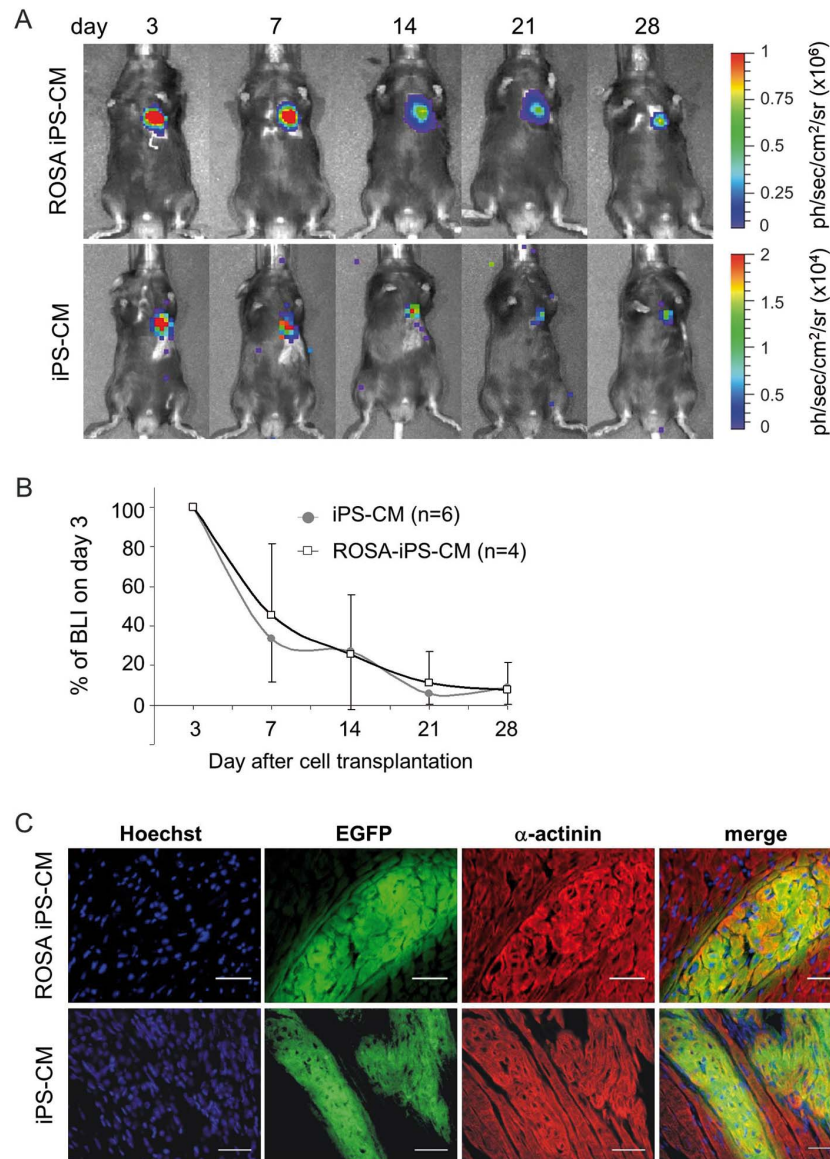 A
day 3 7 14 21 28
ROSA iPS-CM
1
0.75
0.5
0.25
0
ph/sec/cm²/sr (x10⁶)
iPS-CM
2
1.5
1
0.5
0
ph/sec/cm²/sr (x10⁴)
B
% of BLI on day 3
100
80
60
40
20
0
iPS-CM (n=6)
ROSA-iPS-CM (n=4)
3 7 14 21 28
Day after cell transplantation
C
Hoechst EGFP α-actinin merge
ROSA iPS-CM
iPS-CM